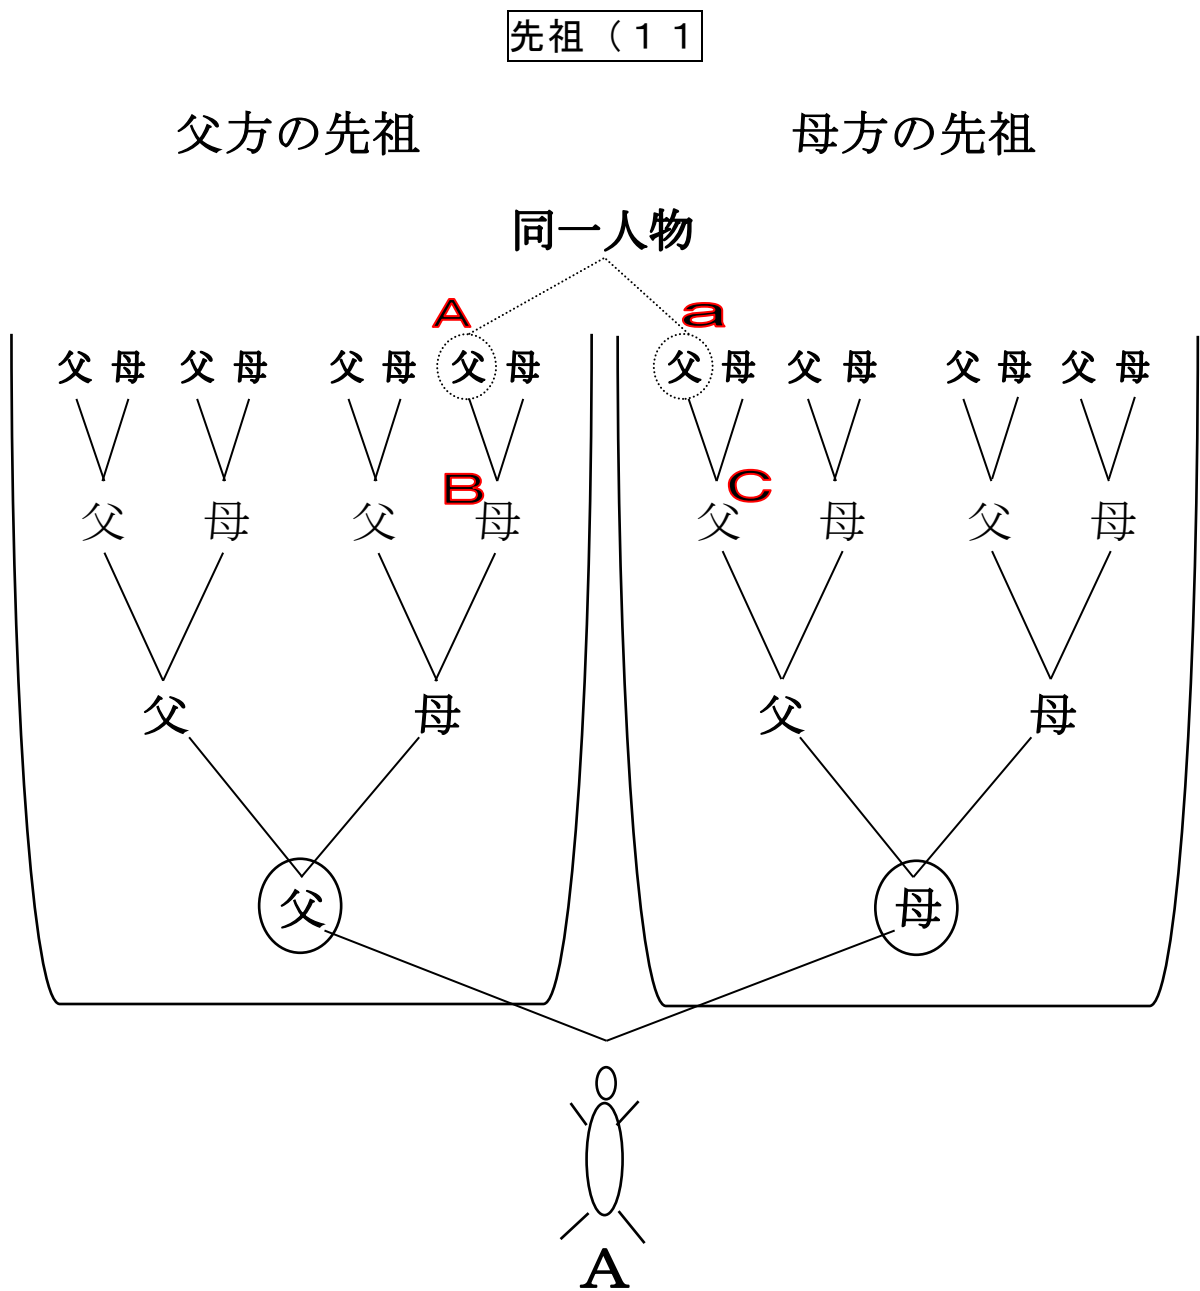 先祖（１１
父方の先祖 母方の先祖
同一人物
A a
父 母 父 母 父 母 父 母 父 母 父 母 父 母 父 母
B C
父 母 父 母 父 母 父 母
父 母 父 母
父 母
A